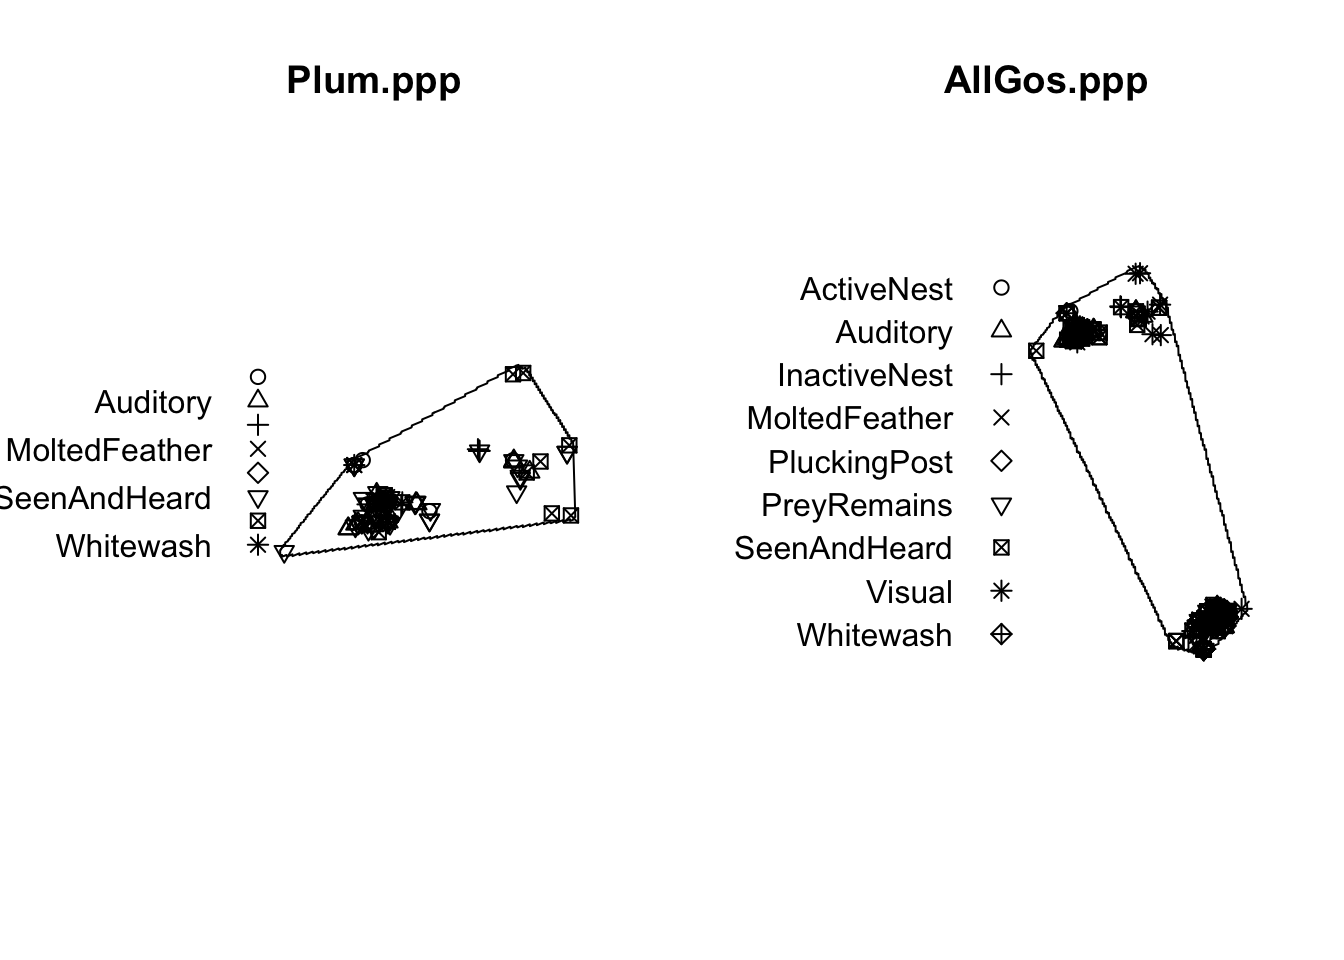 Plum.ppp
Auditory
MoltedFeather
SeenAndHeard
Whitewash
AllGos.ppp
ActiveNest
Auditory
InactiveNest
MoltedFeather
PluckingPost
PreyRemains
SeenAndHeard
Visual
Whitewash